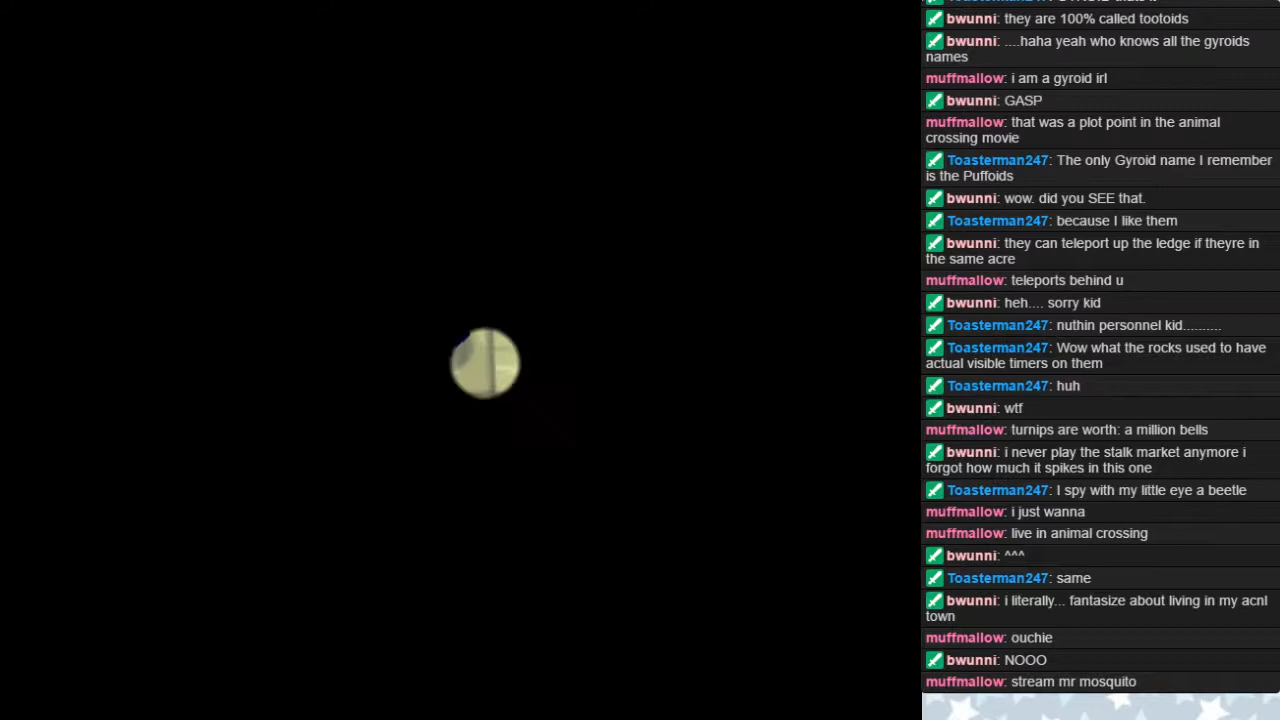 bwunni: they are 100% called tootoids
bwunni: ....haha yeah who knows all the gyroids
names
muffmallow: i am a gyroid irl
bwunni: GASP
muffmallow: that was a plot point in the animal
crossing movie
Toasterman247: The only Gyroid name I remember
is the Puffoids
bwunni: wow. did you SEE that.
Toasterman247: because I like them
bwunni: they can teleport up the ledge if theyre in
the same acre
muffmallow: teleports behind u
bwunni: heh.... sorry kid
Toasterman247: nuthin personnel kid..........
Toasterman247: Wow what the rocks used to have
actual visible timers on them
Toasterman247: huh
bwunni: wtf
muffmallow: turnips are worth: a million bells
bwunni: i never play the stalk market anymore i
forgot how much it spikes in this one
Toasterman247: I spy with my little eye a beetle
muffmallow: i just wanna
muffmallow: live in animal crossing
bwunni: ^^^
Toasterman247: same
bwunni: i literally... fantasize about living in my acnl
town
muffmallow: ouchie
bwunni: NOOO
muffmallow: stream mr mosquito